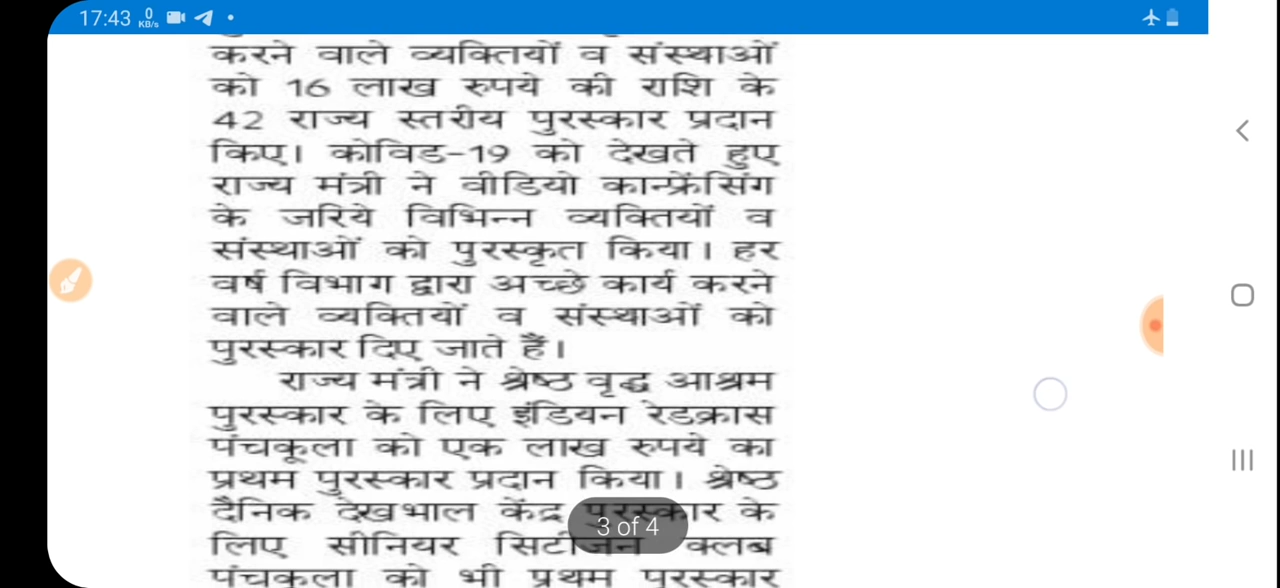 17:43 0 KB/s
करने वाले व्यक्तियों व संस्थाओं
को 16 लाख रुपये की राशि के
42 राज्य स्तरीय पुरस्कार प्रदान
किए। कोविड-19 को देखते हुए
राज्य मंत्री ने वीडियो कान्फ्रेंसिंग
के जरिये विभिन्न व्यक्तियों व
संस्थाओं को पुरस्कृत किया। हर
वर्ष विभाग द्वारा अच्छे कार्य करने
वाले व्यक्तियों व संस्थाओं को
पुरस्कार दिए जाते हैं।
राज्य मंत्री ने श्रेष्ठ वृद्ध आश्रम
पुरस्कार के लिए इंडियन रेडक्रास
पंचकूला को एक लाख रुपये का
प्रथम पुरस्कार प्रदान किया। श्रेष्ठ
दैनिक देखभाल केंद्र पुरस्कार के
3 of 4
लिए सीनियर सिटीजन क्लब
पंचकूला को भी प्रथम पुरस्कार